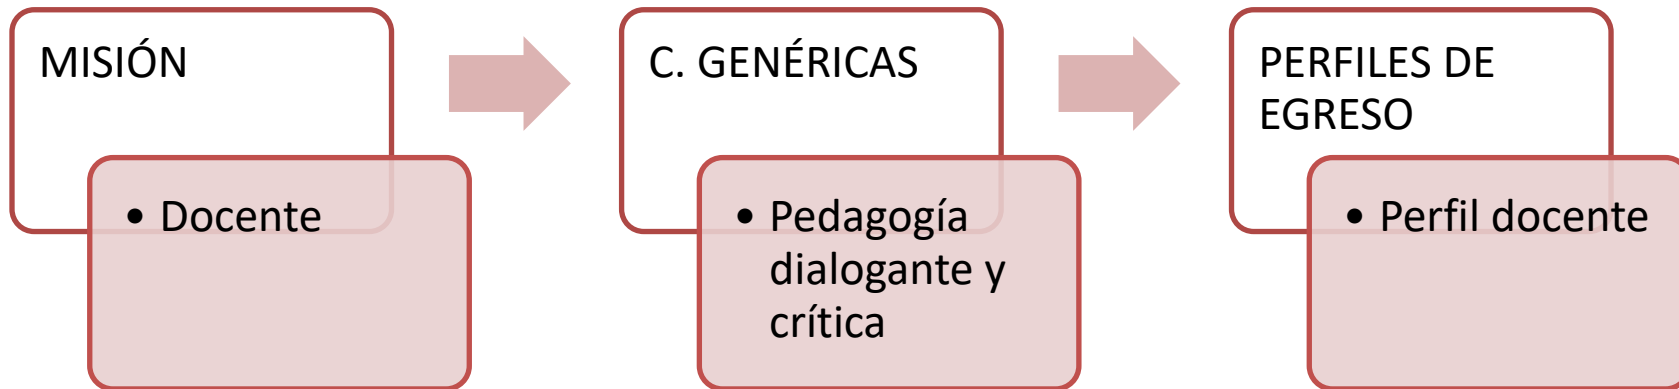 MISIÓN
• Docente
C. GENÉRICAS
• Pedagogía
dialogante y
crítica
PERFILES DE
EGRESO
• Perfil docente